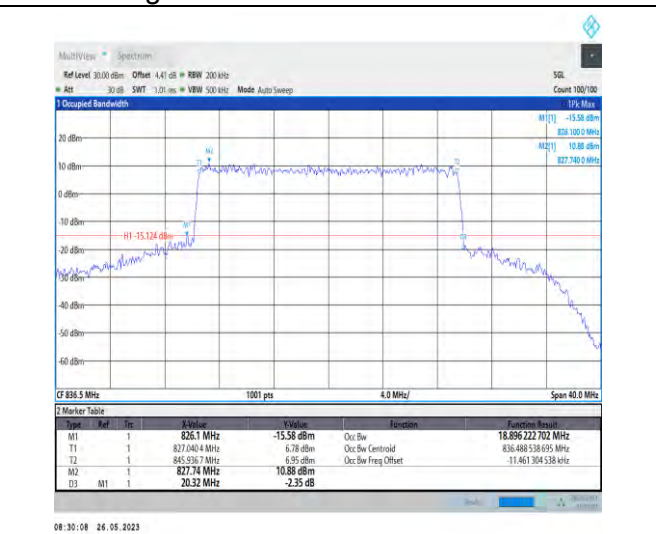 MultiView Spectrum
Ref Level 30.00 dBm Offset 4.41 dB RBW 200 kHz SGL
Att 30 dB SWT 1.01 ms VBW 500 kHz Mode Auto Sweep Count 100/100
1 Occupied Bandwidth 1Pk Max
M1[1] -15.58 dBm
826.100 0 MHz
M2[1] 10.88 dBm
827.740 0 MHz
20 dBm
M2
T1 T2
10 dBm
0 dBm
-10 dBm
M1
H1 -15.124 dBm
D3
-20 dBm
-30 dBm
-40 dBm
-50 dBm
-60 dBm
CF 836.5 MHz 1001 pts 4.0 MHz/ Span 40.0 MHz
2 Marker Table
Type Ref Trc X-Value Y-Value Function Function Result
M1 1 826.1 MHz -15.58 dBm Occ Bw 18.896 222 702 MHz
T1 1 827.040 4 MHz 6.78 dBm Occ Bw Centroid 836.488 538 695 MHz
T2 1 845.936 7 MHz 6.95 dBm Occ Bw Freq Offset -11.461 304 538 kHz
M2 1 827.74 MHz 10.88 dBm
D3 M1 1 20.32 MHz -2.35 dB
08:30:08 26.05.2023